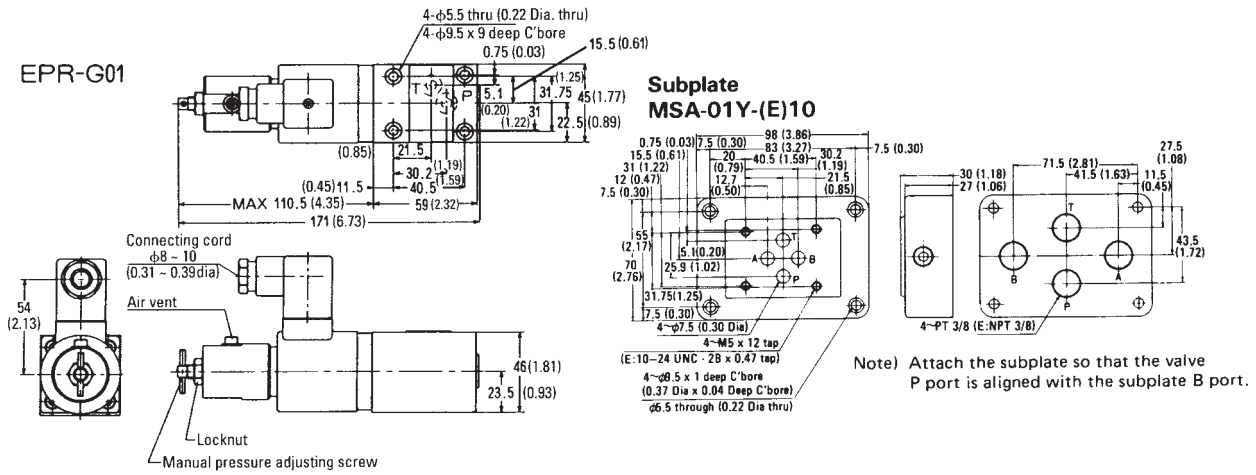 EPR-G01
4-ϕ5.5 thru (0.22 Dia. thru)
4-ϕ9.5 x 9 deep C'bore
0.75 (0.03)
15.5 (0.61)
T
P
5.1
(0.20)
(1.25)
31.75
31
(1.22)
45(1.77)
22.5 (0.89)
(0.85)
21.5
30.2
(1.19)
40.5
(1.59)
(0.45) 11.5
MAX 110.5 (4.35)
59 (2.32)
171 (6.73)
54
(2.13)
Connecting cord
ϕ8 ~ 10
(0.31 ~ 0.39dia)
Air vent
46(1.81)
23.5
(0.93)
Locknut
Manual pressure adjusting screw
Subplate
MSA-01Y-(E)10
98 (3.86)
0.75 (0.03)
7.5 (0.30)
83 (3.27)
7.5 (0.30)
15.5 (0.61)
20
(0.79)
40.5 (1.59)
30.2
(1.19)
31 (1.22)
12 (0.47)
12.7
(0.50)
21.5
(0.85)
7.5 (0.30)
55
(2.17)
70
(2.76)
5.1(0.20)
25.9 (1.02)
T
A
B
P
31.75(1.25)
7.5 (0.30)
4~ϕ7.5 (0.30 Dia)
4~M5 x 12 tap
(E:10-24 UNC - 2B x 0.47 tap)
4~ϕ9.5 x 1 deep C'bore
(0.37 Dia x 0.04 Deep C'bore)
ϕ5.5 through (0.22 Dia thru)
30 (1.18)
27 (1.06)
71.5 (2.81)
41.5 (1.63)
11.5
(0.45)
27.5
(1.08)
43.5
(1.72)
T
B
A
P
4~PT 3/8 (E:NPT 3/8)
Note) Attach the subplate so that the valve
P port is aligned with the subplate B port.